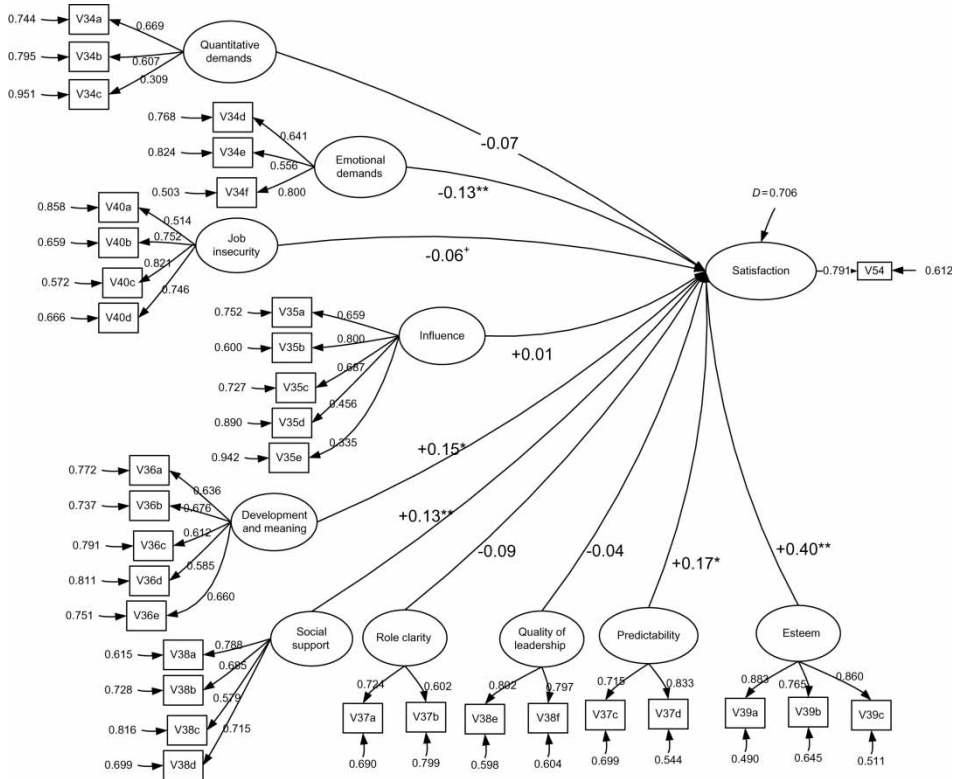 0.744 V34a 0.669
Quantitative
demands
0.795 V34b 0.607
0.951 V34c 0.309
-0.07
0.768 V34d 0.641
0.824 V34e 0.556
Emotional
demands
0.503 V34f 0.800
-0.13**
0.858 V40a 0.514
0.659 V40b 0.752
Job
insecurity
0.572 V40c 0.821
0.666 V40d 0.746
-0.06+
D=0.706
Satisfaction
0.791 V54 0.612
0.752 V35a 0.659
0.600 V35b 0.800
Influence
+0.01
0.727 V35c 0.687
0.890 V35d 0.456
0.942 V35e 0.335
+0.15*
0.772 V36a 0.636
0.737 V36b 0.676
Development
and meaning
0.791 V36c 0.612
0.811 V36d 0.585
0.751 V36e 0.660
+0.13**
-0.09
-0.04
+0.17*
+0.40**
Social
support
Role clarity
Quality of
leadership
Predictability
Esteem
0.615 V38a 0.788
0.728 V38b 0.685
0.816 V38c 0.579
0.699 V38d 0.715
0.724 0.602 0.802 0.797 0.715 0.833 0.883 0.765 0.860
V37a V37b V38e V38f V37c V37d V39a V39b V39c
0.690 0.799 0.598 0.604 0.699 0.544 0.490 0.645 0.511